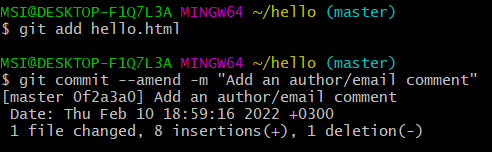 MSI@DESKTOP-F1Q7L3A MINGW64 ~/hello (master)
$ git add hello.html

MSI@DESKTOP-F1Q7L3A MINGW64 ~/hello (master)
$ git commit --amend -m "Add an author/email comment"
[master 0f2a3a0] Add an author/email comment
 Date: Thu Feb 10 18:59:16 2022 +0300
 1 file changed, 8 insertions(+), 1 deletion(-)